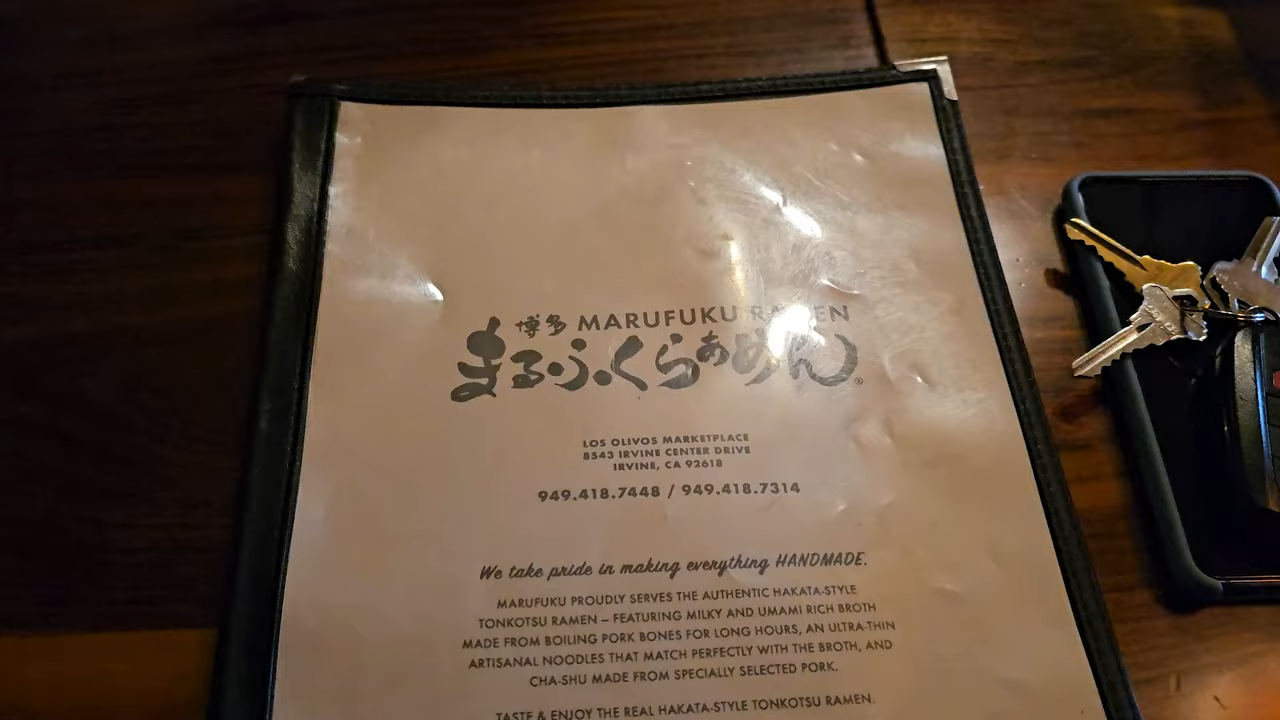 博多 MARUFUKU RAMEN
まるふくらぁめん®
LOS OLIVOS MARKETPLACE
8543 IRVINE CENTER DRIVE
IRVINE, CA 92618
949.418.7448 / 949.418.7314
We take pride in making everything HANDMADE.
MARUFUKU PROUDLY SERVES THE AUTHENTIC HAKATA-STYLE
TONKOTSU RAMEN – FEATURING MILKY AND UMAMI RICH BROTH
MADE FROM BOILING PORK BONES FOR LONG HOURS, AN ULTRA-THIN
ARTISANAL NOODLES THAT MATCH PERFECTLY WITH THE BROTH, AND
CHA-SHU MADE FROM SPECIALLY SELECTED PORK.
TASTE & ENJOY THE REAL HAKATA-STYLE TONKOTSU RAMEN.